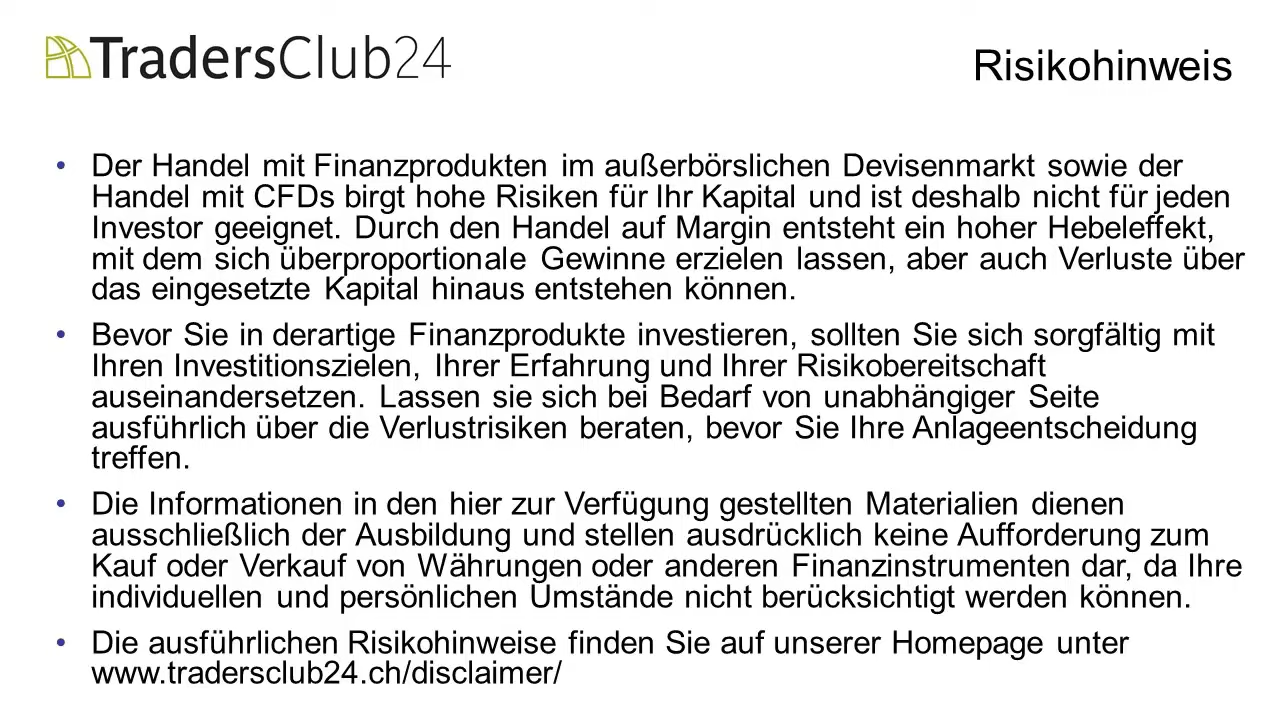 TradersClub24
Risikohinweis
• Der Handel mit Finanzprodukten im außerbörslichen Devisenmarkt sowie der
Handel mit CFDs birgt hohe Risiken für Ihr Kapital und ist deshalb nicht für jeden
Investor geeignet. Durch den Handel auf Margin entsteht ein hoher Hebeleffekt,
mit dem sich überproportionale Gewinne erzielen lassen, aber auch Verluste über
das eingesetzte Kapital hinaus entstehen können.
• Bevor Sie in derartige Finanzprodukte investieren, sollten Sie sich sorgfältig mit
Ihren Investitionszielen, Ihrer Erfahrung und Ihrer Risikobereitschaft
auseinandersetzen. Lassen sie sich bei Bedarf von unabhängiger Seite
ausführlich über die Verlustrisiken beraten, bevor Sie Ihre Anlageentscheidung
treffen.
• Die Informationen in den hier zur Verfügung gestellten Materialien dienen
ausschließlich der Ausbildung und stellen ausdrücklich keine Aufforderung zum
Kauf oder Verkauf von Währungen oder anderen Finanzinstrumenten dar, da Ihre
individuellen und persönlichen Umstände nicht berücksichtigt werden können.
• Die ausführlichen Risikohinweise finden Sie auf unserer Homepage unter
www.tradersclub24.ch/disclaimer/